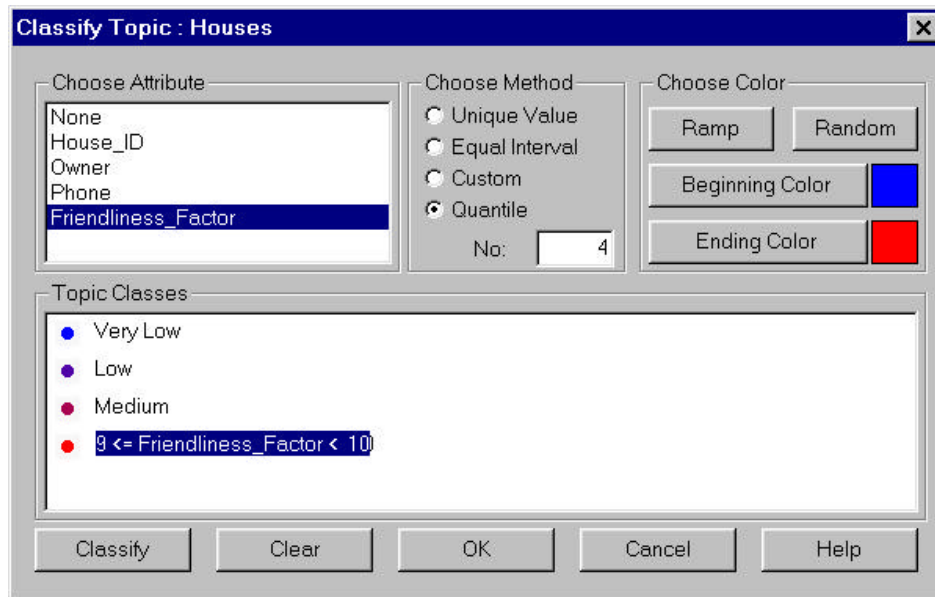 Classify Topic : Houses
Choose Attribute
None
House_ID
Owner
Phone
Friendliness_Factor
Choose Method
Unique Value
Equal Interval
Custom
Quantile
No: 4
Choose Color
Ramp Random
Beginning Color
Ending Color
Topic Classes
Very Low
Low
Medium
9 <= Friendliness_Factor < 10
Classify Clear OK Cancel Help